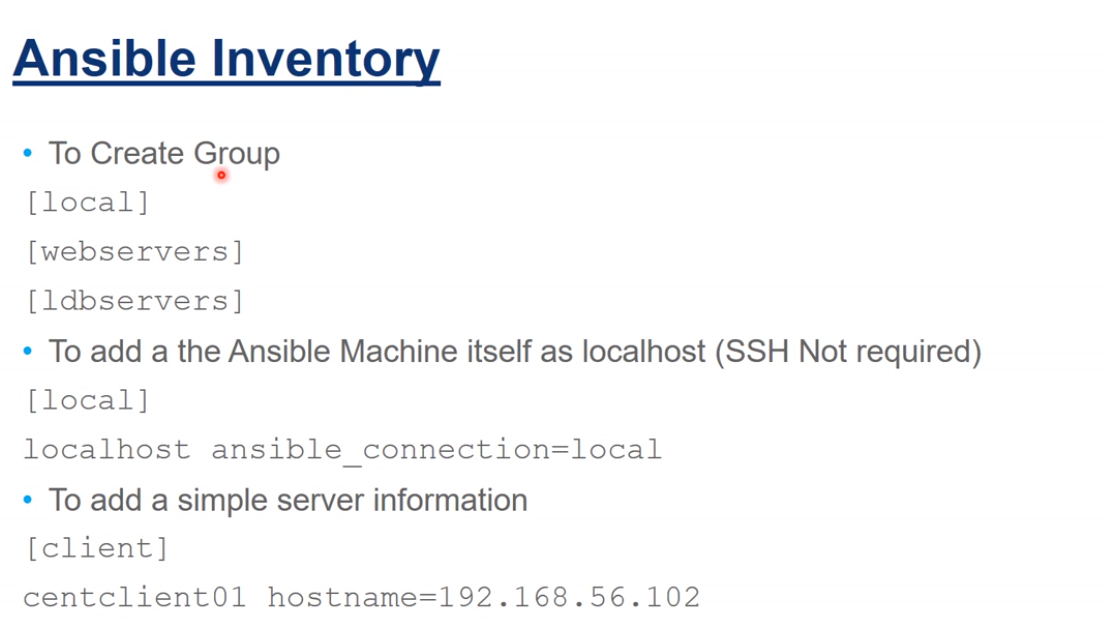 Ansible Inventory
• To Create Group
[local]
[webservers]
[ldbservers]
• To add a the Ansible Machine itself as localhost (SSH Not required)
[local]
localhost ansible_connection=local
• To add a simple server information
[client]
centclient01 hostname=192.168.56.102